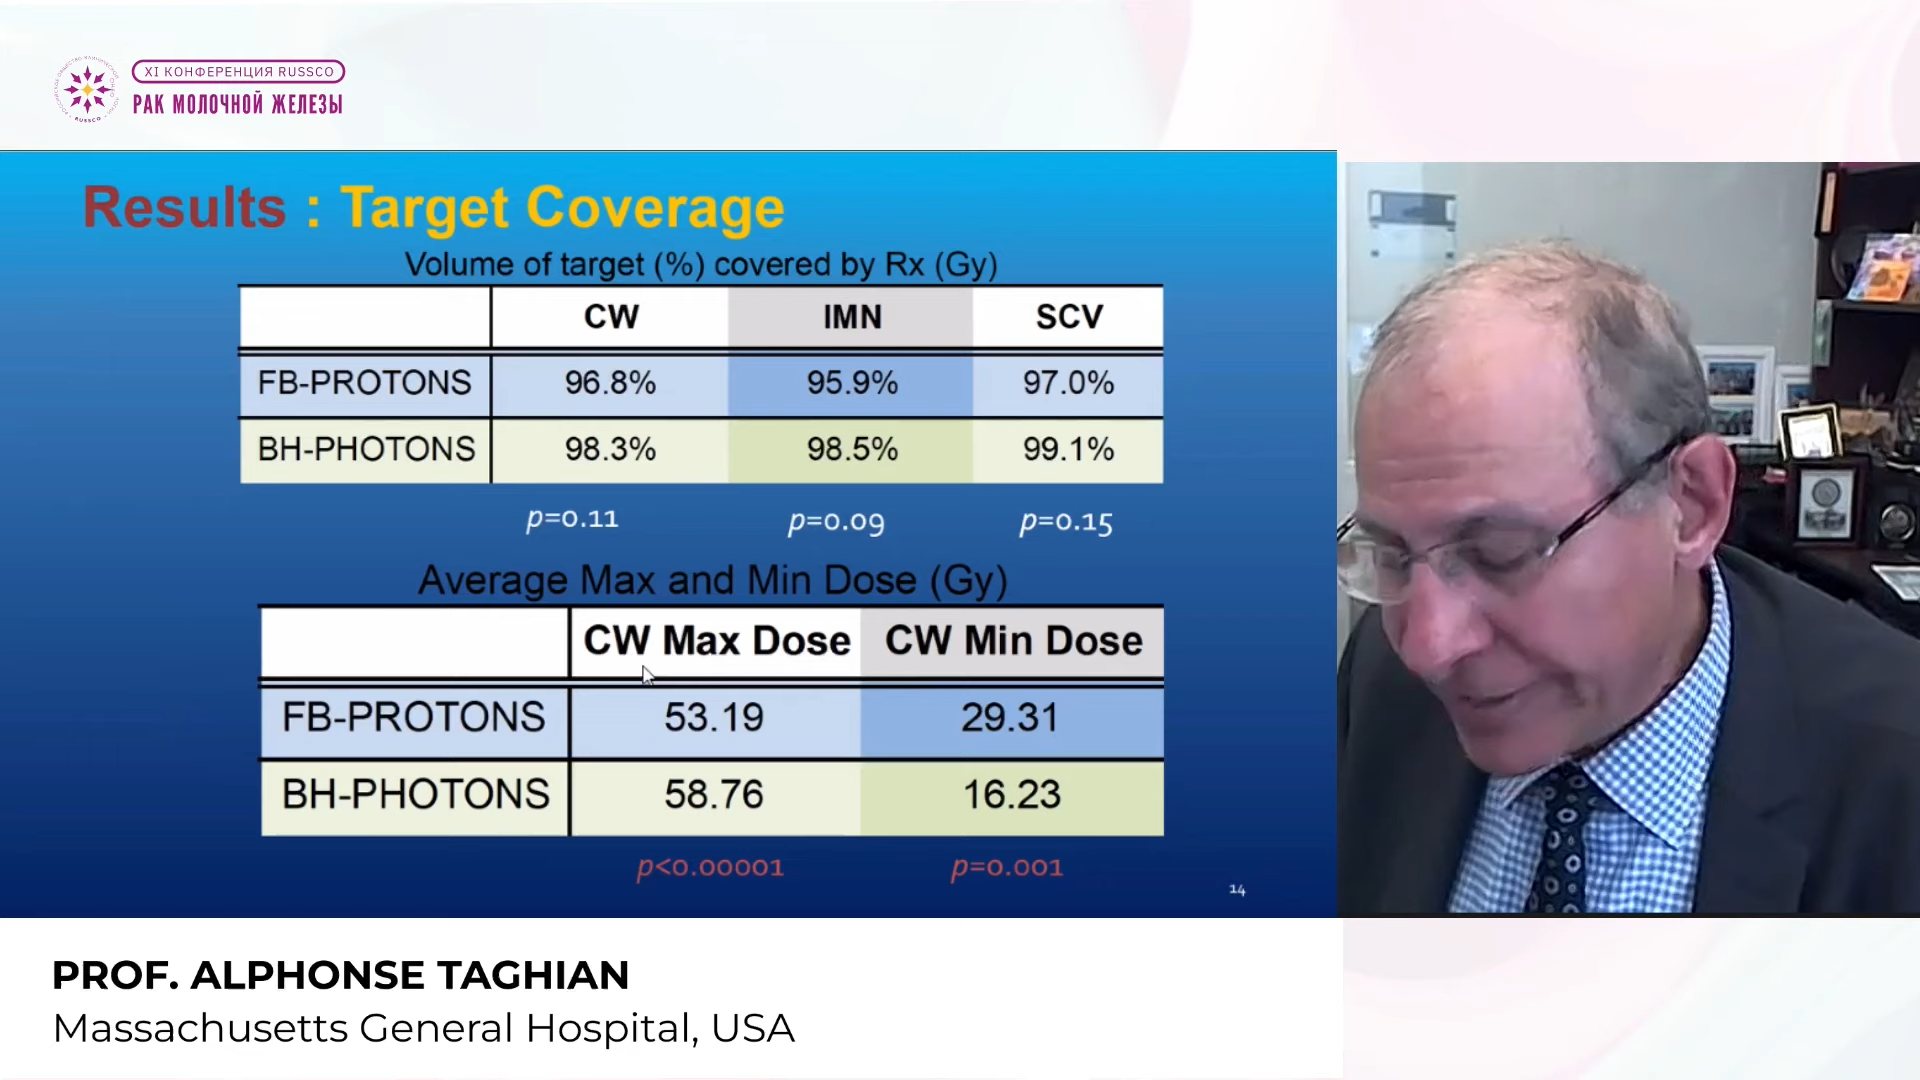 XI КОНФЕРЕНЦИЯ RUSSCO
РАК МОЛОЧНОЙ ЖЕЛЕЗЫ
RUSSCO
Results : Target Coverage
Volume of target (%) covered by Rx (Gy)
CW IMN SCV
FB-PROTONS 96.8% 95.9% 97.0%
BH-PHOTONS 98.3% 98.5% 99.1%
p=0.11 p=0.09 p=0.15
Average Max and Min Dose (Gy)
CW Max Dose CW Min Dose
FB-PROTONS 53.19 29.31
BH-PHOTONS 58.76 16.23
p<0.00001 p=0.001
14
PROF. ALPHONSE TAGHIAN
Massachusetts General Hospital, USA